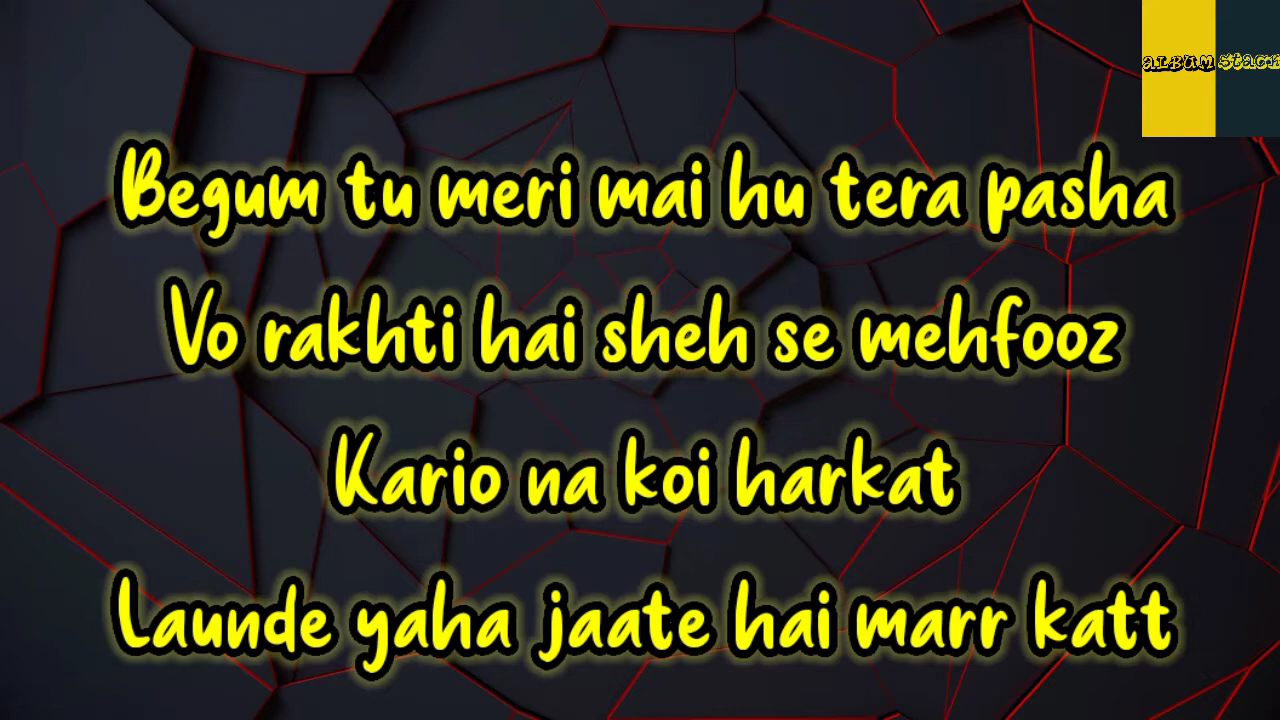 ALBUM Stack
Begum tu meri mai hu tera pasha
Vo rakhti hai sheh se mehfooz
Kario na koi harkat
Launde yaha jaate hai marr katt